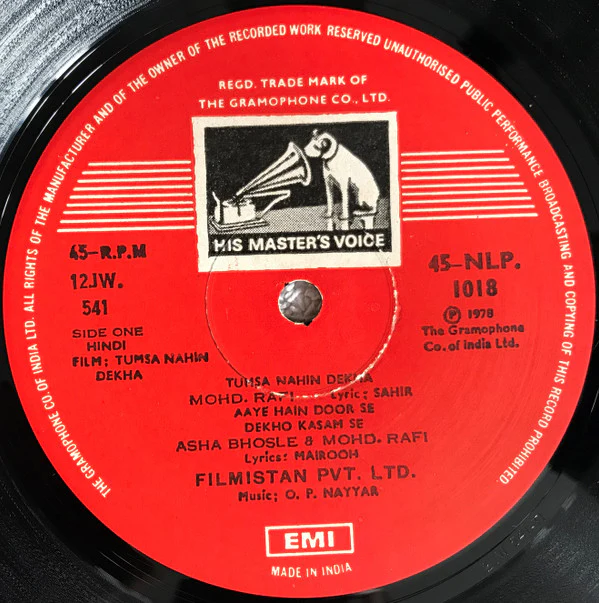 THE GRAMOPHONE CO. OF INDIA LTD. ALL RIGHTS OF THE MANUFACTURER AND OF THE OWNER OF THE RECORDED WORK RESERVED UNAUTHORISED PUBLIC PERFORMANCE BROADCASTING AND COPYING OF THIS RECORD PROHIBITED
REGD. TRADE MARK OF
THE GRAMOPHONE CO., LTD.
HIS MASTER'S VOICE
45-R.P.M
12JW.
541
SIDE ONE
HINDI
FILM; TUMSA NAHIN
DEKHA
45-NLP.
1018
Ⓟ 1978
The Gramophone
Co. of India Ltd.
TUMSA NAHIN DEKHA
MOHD. RAFI Lyric; SAHIR
AAYE HAIN DOOR SE
DEKHO KASAM SE
ASHA BHOSLE & MOHD. RAFI
Lyrics: MAJROOH
FILMISTAN PVT. LTD.
Music; O. P. NAYYAR
EMI
MADE IN INDIA